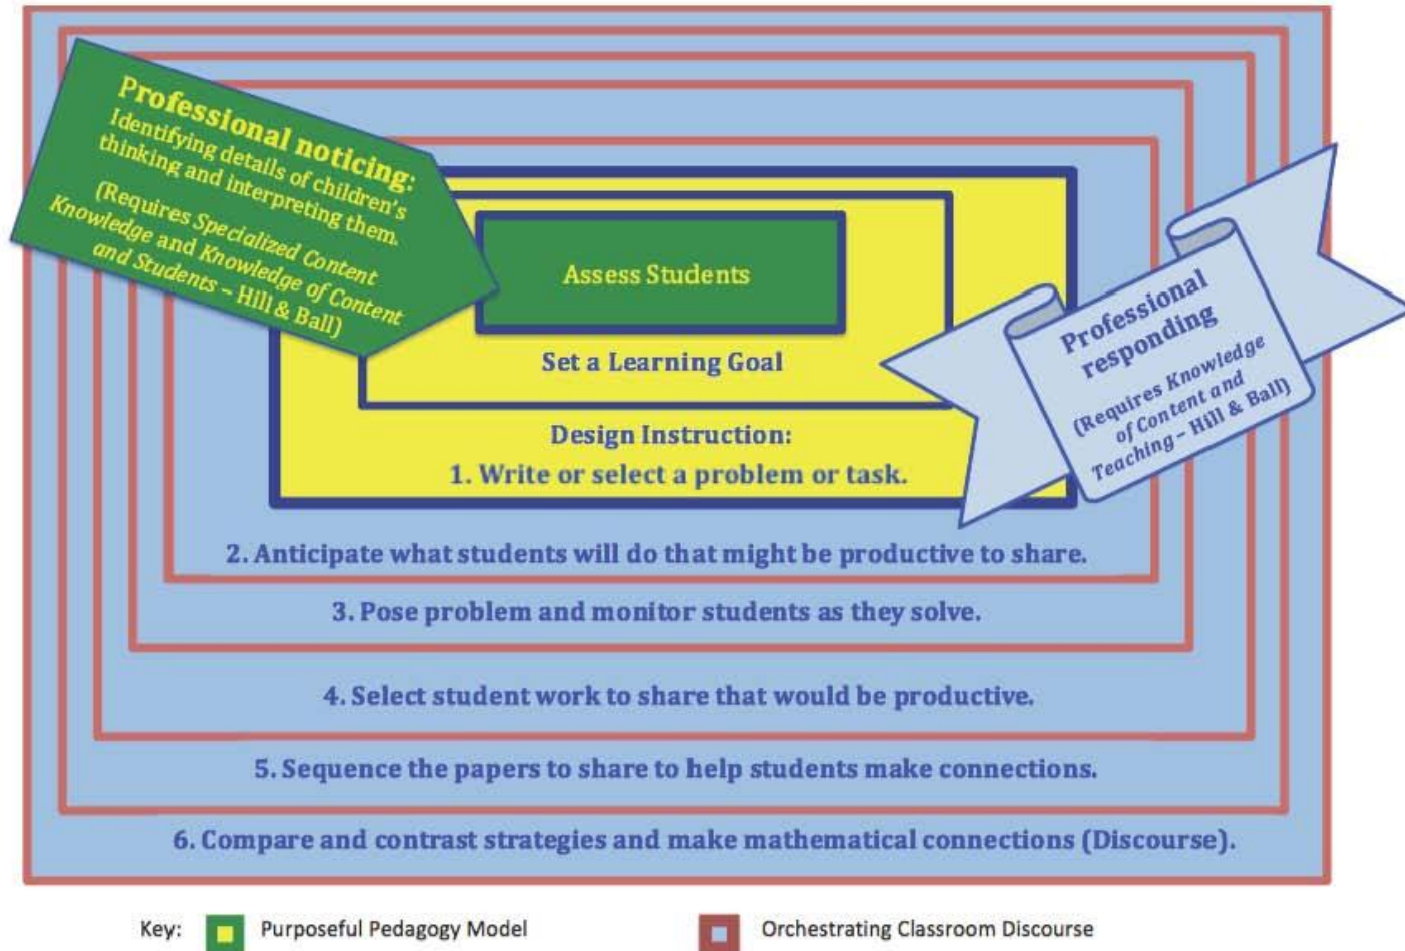 Professional noticing:
Identifying details of children's
thinking and interpreting them.
(Requires Specialized Content
Knowledge and Knowledge of Content
and Students – Hill & Ball)
Assess Students
Set a Learning Goal
Professional
responding
(Requires Knowledge
of Content and
Teaching – Hill & Ball)
Design Instruction:
1. Write or select a problem or task.
2. Anticipate what students will do that might be productive to share.
3. Pose problem and monitor students as they solve.
4. Select student work to share that would be productive.
5. Sequence the papers to share to help students make connections.
6. Compare and contrast strategies and make mathematical connections (Discourse).
Key: Purposeful Pedagogy Model Orchestrating Classroom Discourse